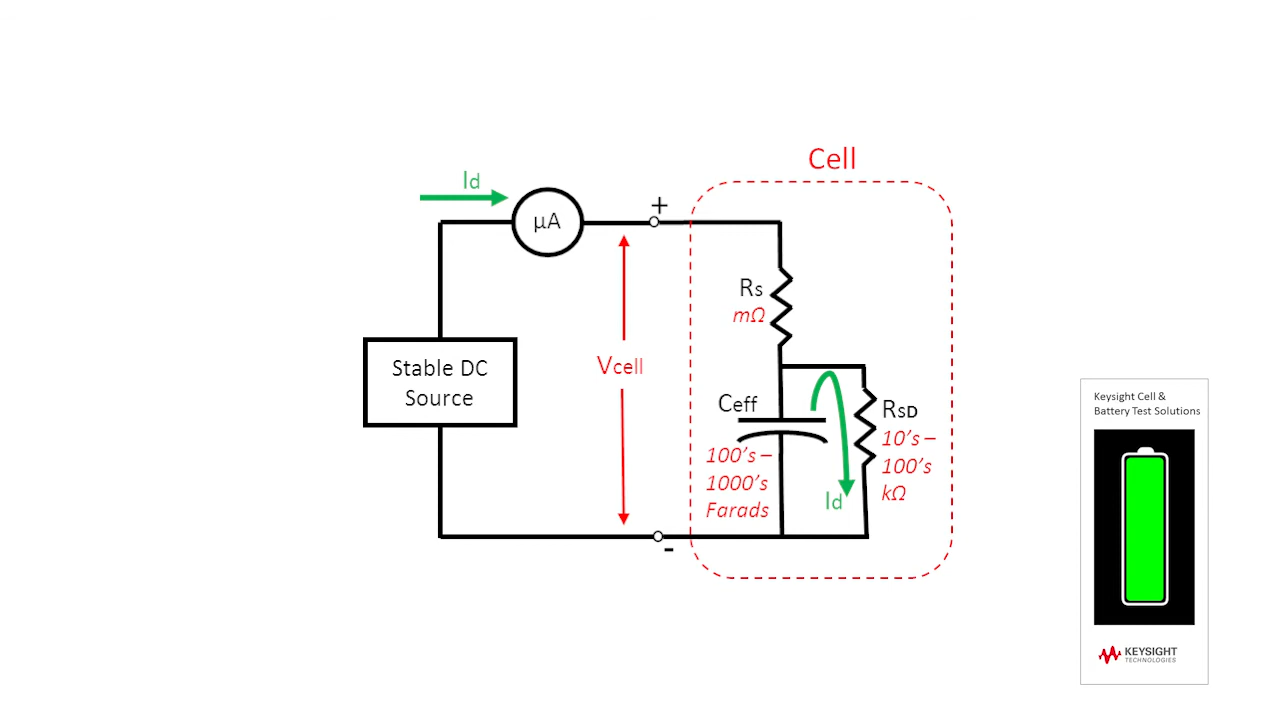 Cell
Id
µA
+
Rs
mΩ
Stable DC
Source
Vcell
Ceff
100's –
1000's
Farads
RSD
10's –
100's
kΩ
Id
-
Keysight Cell &
Battery Test Solutions
KEYSIGHT
TECHNOLOGIES